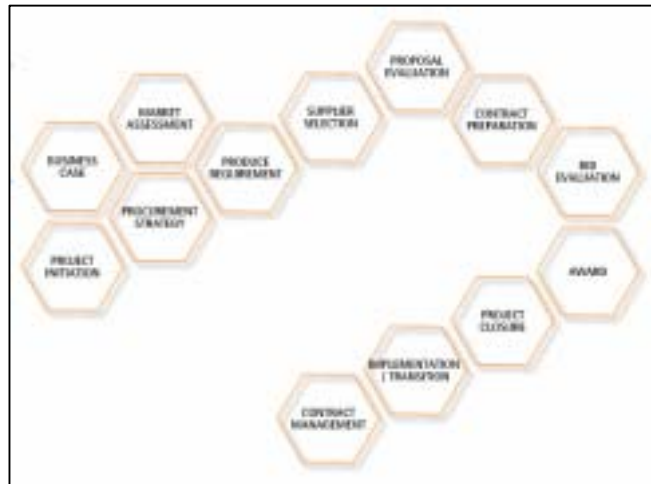 PROJECT
INITIATION
BUSINESS
CASE
MARKET
ASSESSMENT
PROCUREMENT
STRATEGY
PRODUCE
REQUIREMENT
SUPPLIER
SELECTION
PROPOSAL
EVALUATION
CONTRACT
PREPARATION
BID
EVALUATION
AWARD
PROJECT
CLOSURE
IMPLEMENTATION
/ TRANSITION
CONTRACT
MANAGEMENT